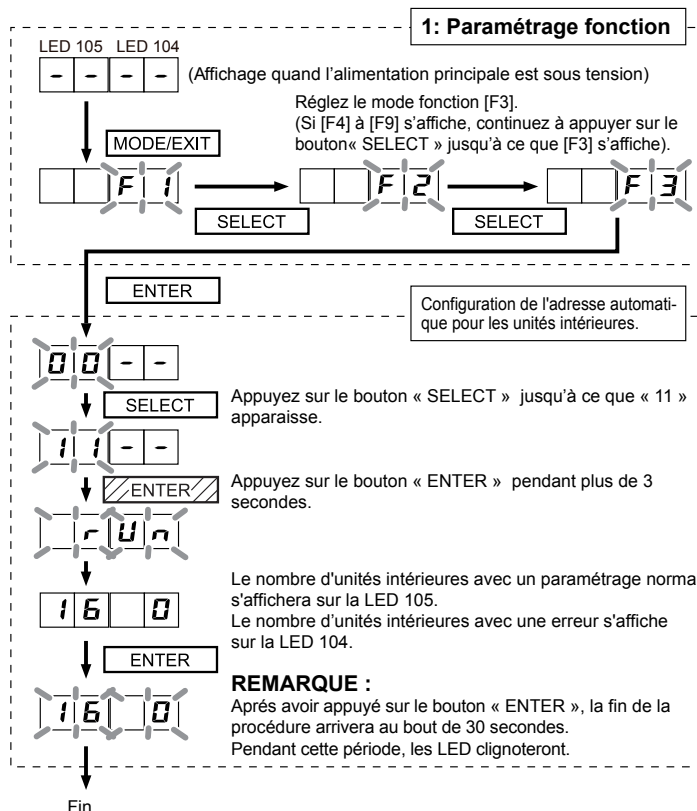 1: Paramétrage fonction
LED 105 LED 104
- - - -
(Affichage quand l'alimentation principale est sous tension)
Réglez le mode fonction [F3].
(Si [F4] à [F9] s'affiche, continuez à appuyer sur le
bouton« SELECT » jusqu'à ce que [F3] s'affiche).
MODE/EXIT
F 1
F 2
F 3
SELECT
SELECT
ENTER
Configuration de l'adresse automati-
que pour les unités intérieures.
0 0 - -
SELECT
Appuyez sur le bouton « SELECT » jusqu'à ce que « 11 »
apparaisse.
1 1 - -
ENTER
Appuyez sur le bouton « ENTER » pendant plus de 3
secondes.
r U n
Le nombre d'unités intérieures avec un paramétrage norma
s'affichera sur la LED 105.
1 6 0
Le nombre d'unités intérieures avec une erreur s'affiche
sur la LED 104.
ENTER
REMARQUE :
Aprés avoir appuyé sur le bouton « ENTER », la fin de la
procédure arrivera au bout de 30 secondes.
Pendant cette période, les LED clignoteront.
1 6 0
Fin